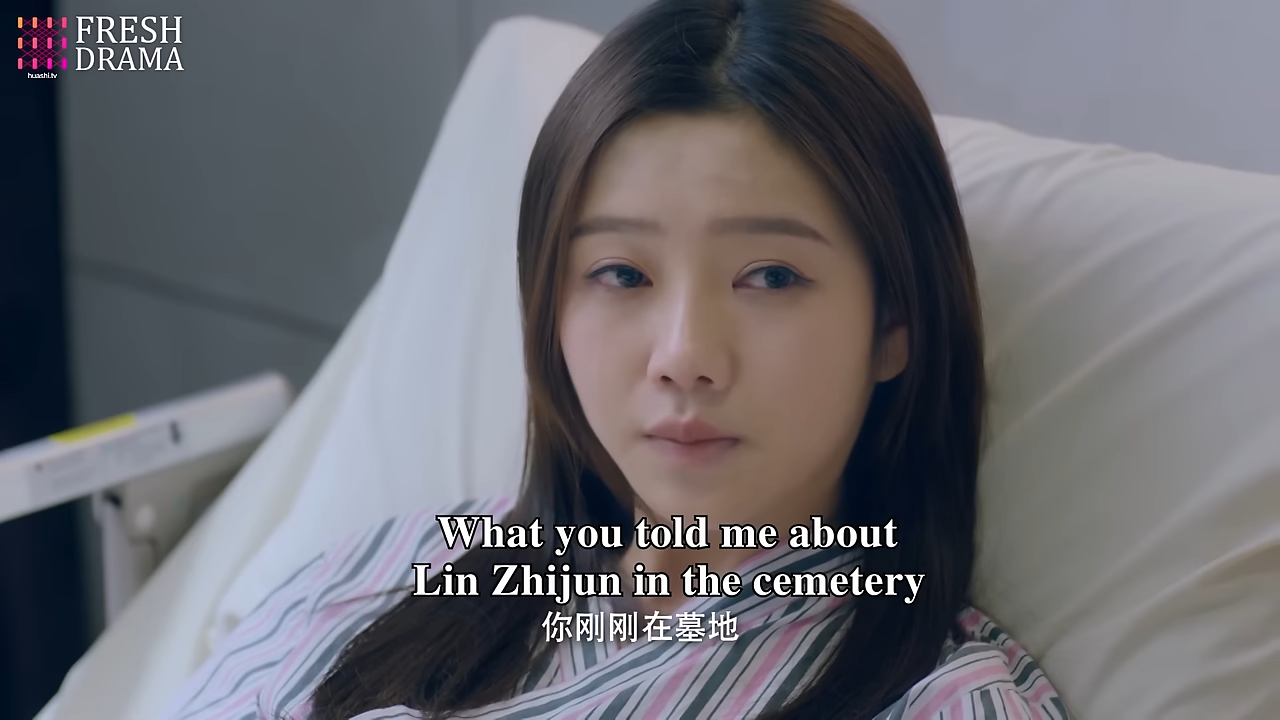 FRESH
DRAMA
huashi.tv
What you told me about
Lin Zhijun in the cemetery
你刚刚在墓地